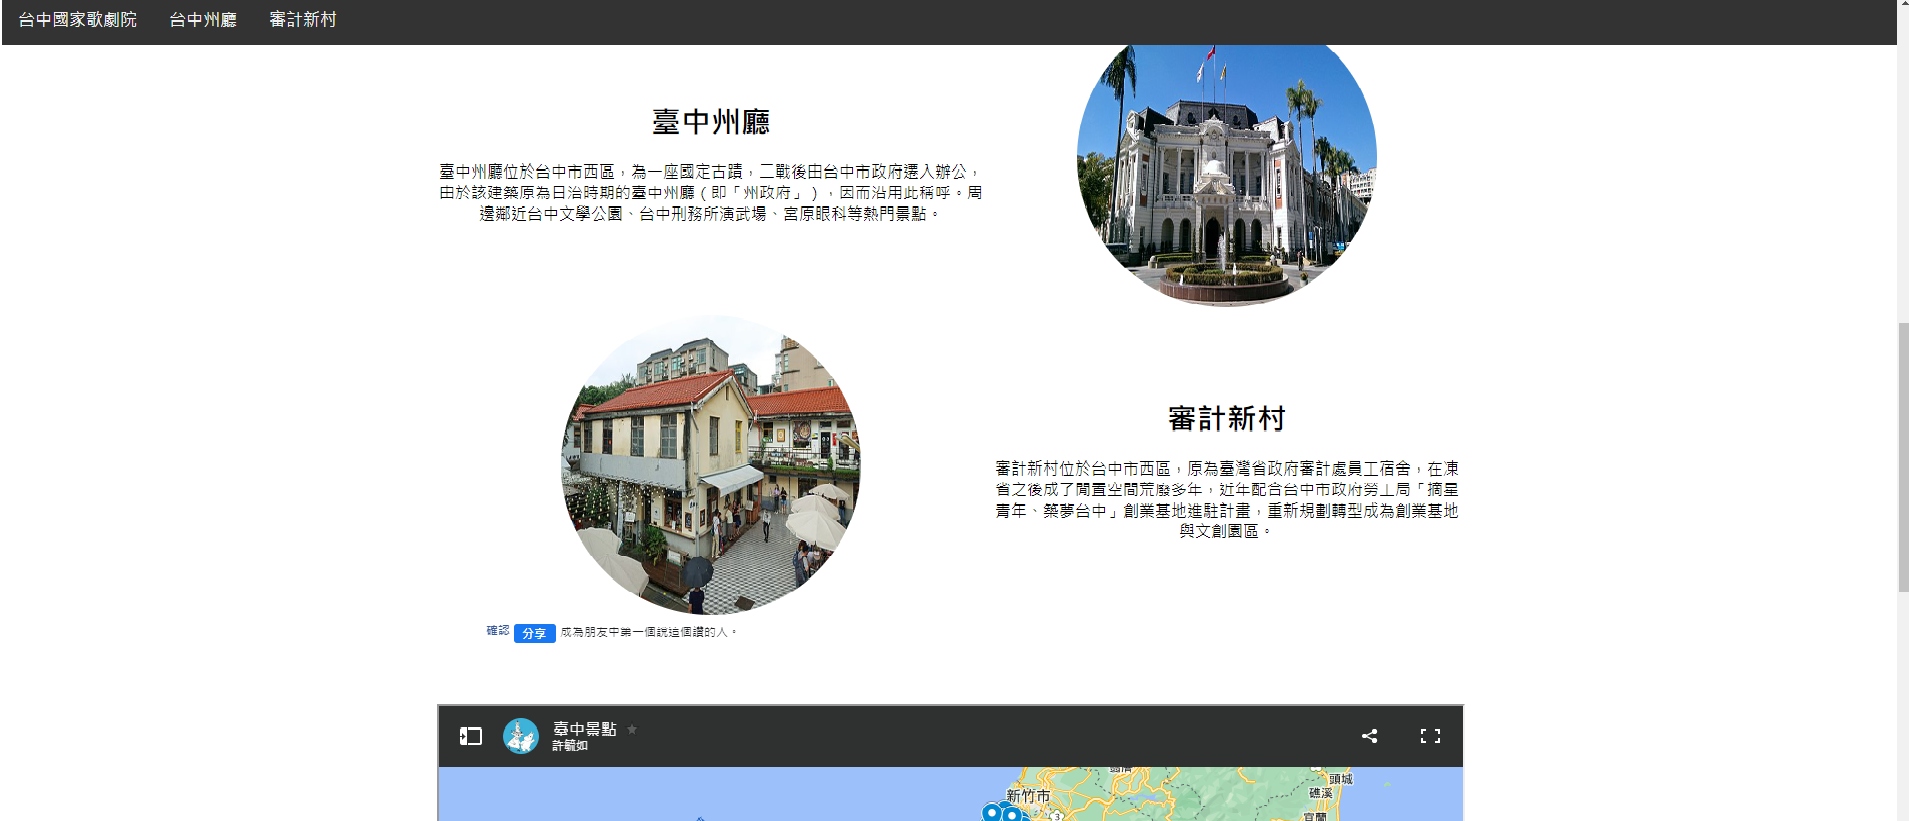 台中國家歌劇院 台中州廳 審計新村
臺中州廳
臺中州廳位於台中市西區，為一座國定古蹟，二戰後由台中市政府遷入辦公，
由於該建築原為日治時期的臺中州廳（即「州政府」），因而沿用此稱呼。周
邊鄰近台中文學公園、台中刑務所演武場、宮原眼科等熱門景點。
審計新村
審計新村位於台中市西區，原為臺灣省政府審計處員工宿舍，在凍
省之後成了閒置空間荒廢多年，近年配合台中市政府勞工局「摘星
青年、築夢台中」創業基地進駐計畫，重新規劃轉型成為創業基地
與文創園區。
確認 分享 成為朋友中第一個說這個讚的人。
臺中景點
許毓如
新竹市
3
頭城
礁溪
宜蘭